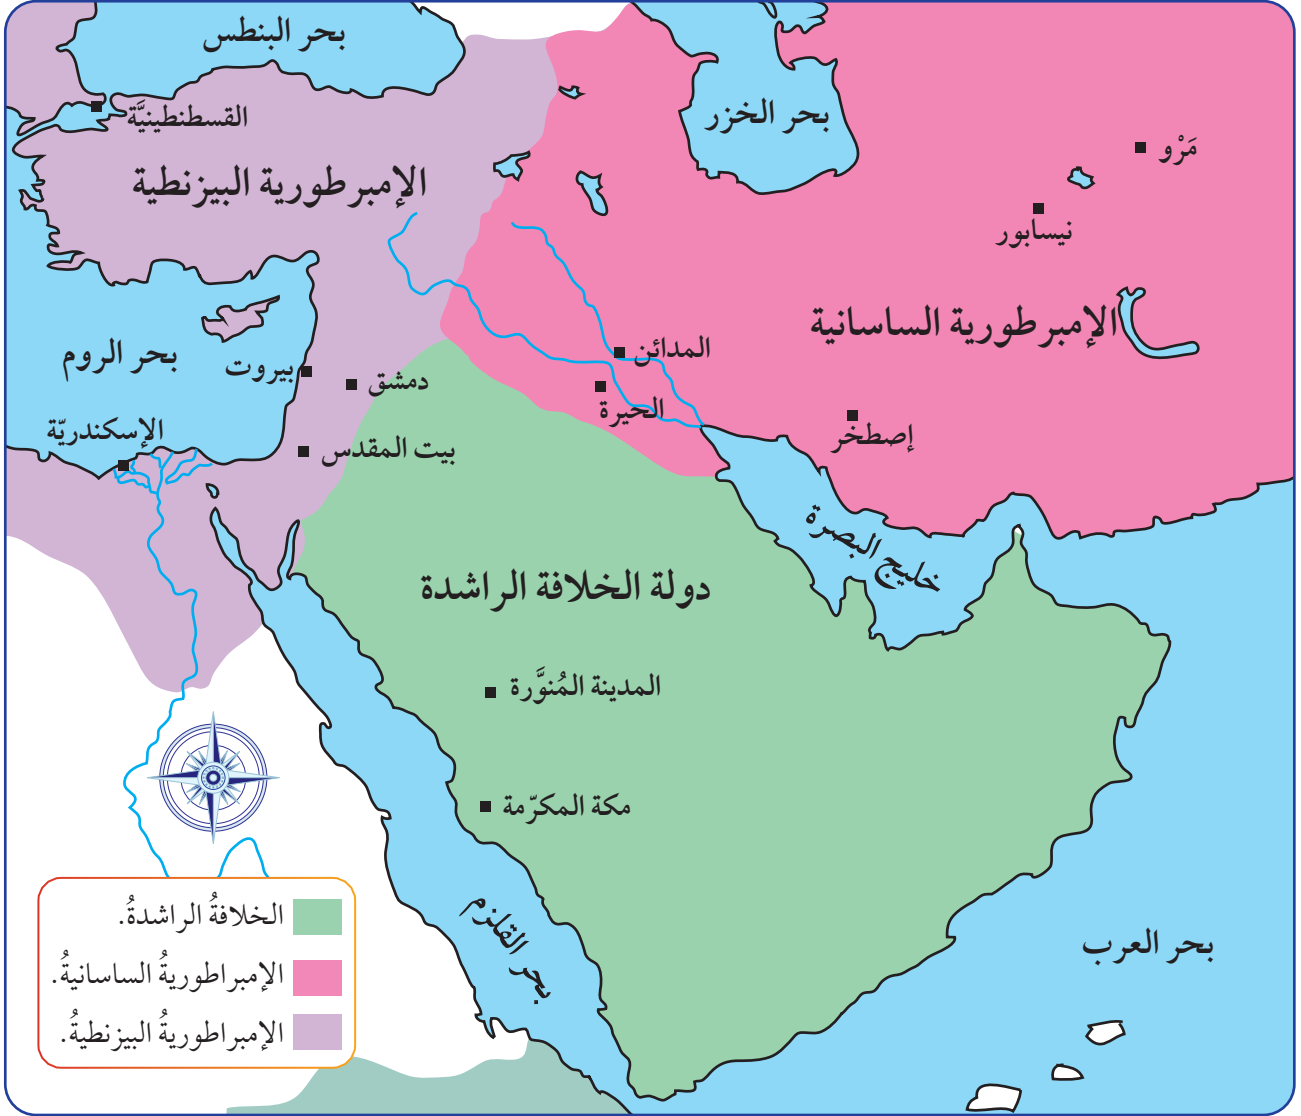 بحر البنطس
القسطنطينيَّة
بحر الخزر
مَرْو
الإمبرطورية البيزنطية
نيسابور
الإمبرطورية الساسانية
المدائن
بحر الروم
بيروت
دمشق
الحيرة
إصطخر
الإسكندريّة
بيت المقدس
خليج البصرة
دولة الخلافة الراشدة
المدينة المُنوَّرة
مكة المكرّمة
بحر القلزم
بحر العرب
الخلافةُ الراشدةُ.
الإمبراطوريةُ الساسانيةُ.
الإمبراطوريةُ البيزنطيةُ.